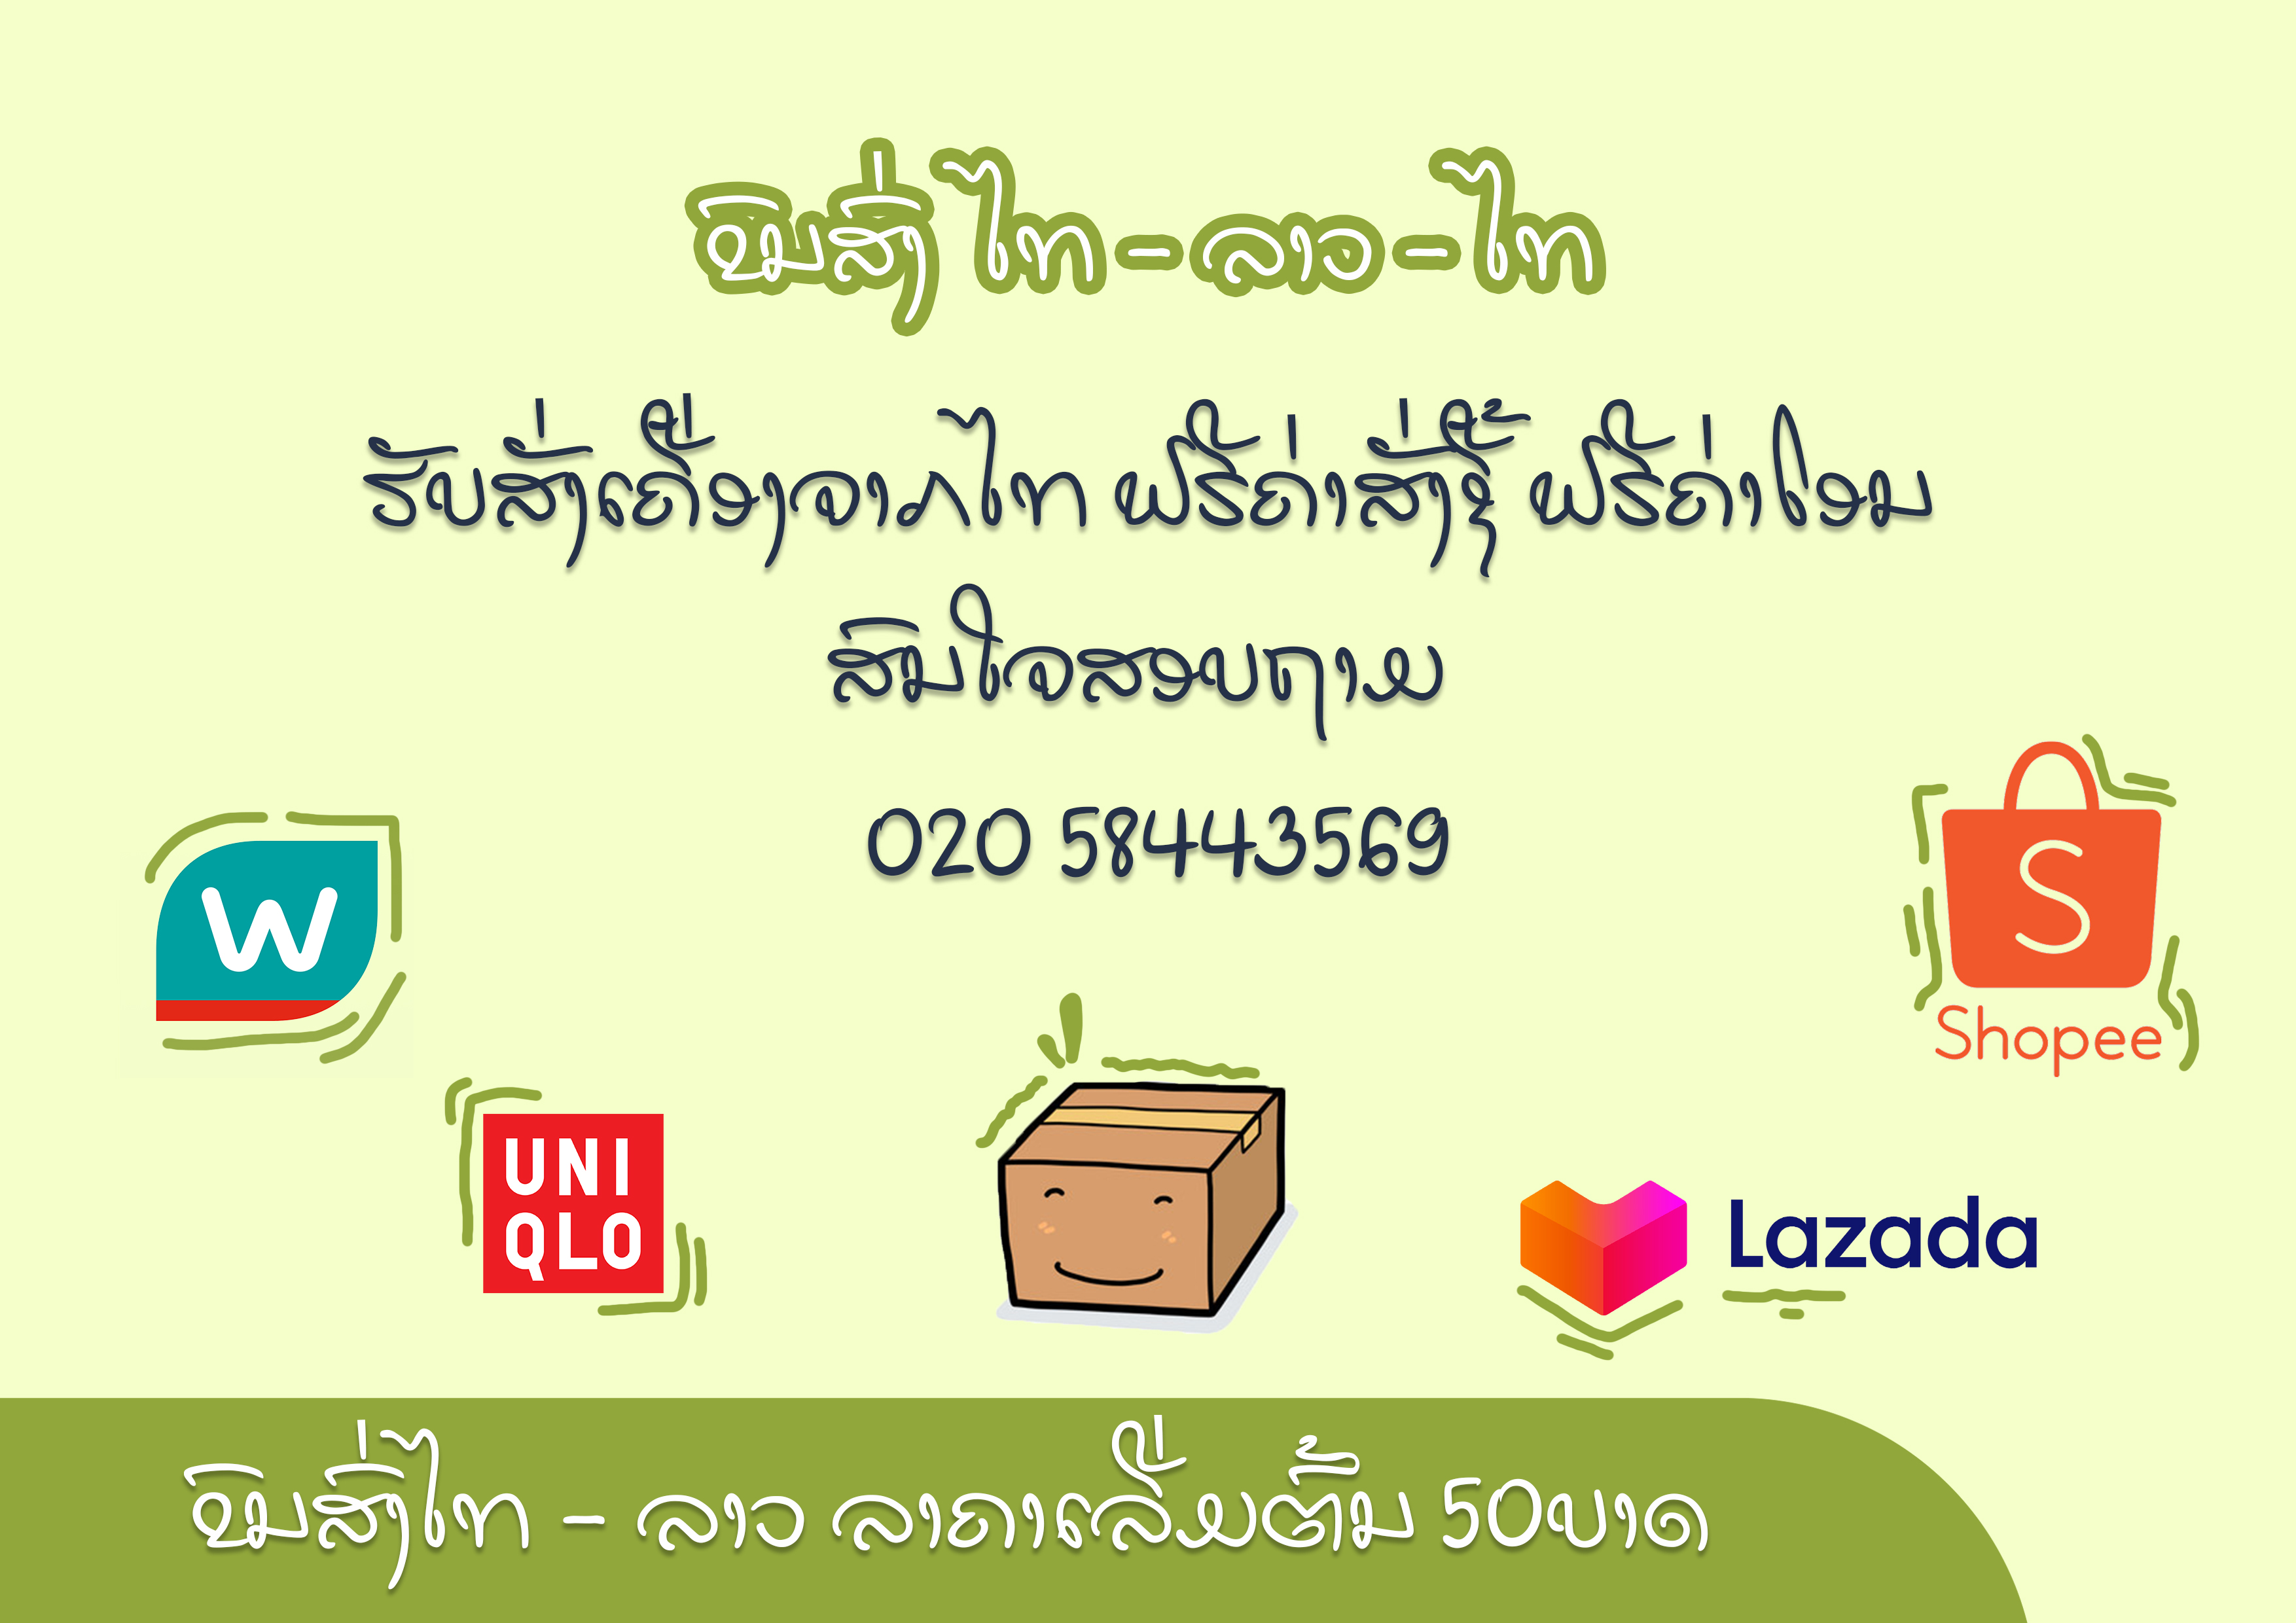 ຂົນສົ່ງ ໄທ-ລາວ-ໄທ
ຮັບສັ່ງເຄື່ອງຈາກໄທ ຟຣີຄ່າສັ່ງຊື້ ຟຣີຄ່າໂອນ
ສົນໃຈສອບຖາມ
020 58443569
W
Shopee
UNI
QLO
Lazada
ຂົນສົ່ງໄທ - ລາວ ລາຄາເລີ່ມຕົ້ນ 50ບາດ